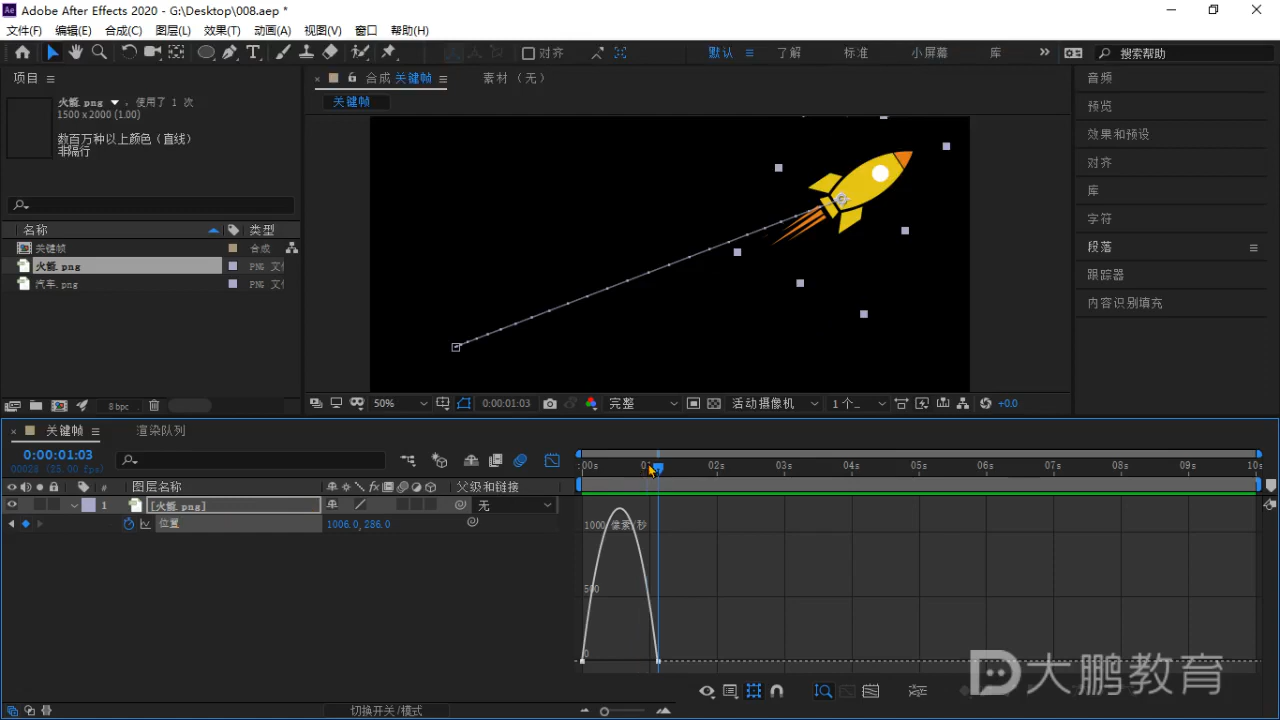 Adobe After Effects 2020 - G:\Desktop\008.aep *
文件(F) 编辑(E) 合成(C) 图层(L) 效果(T) 动画(A) 视图(V) 窗口 帮助(H)
对齐 默认 了解 标准 小屏幕 库 搜索帮助
项目
火箭.png ，使用了 1 次
1500 x 2000 (1.00)
数百万种以上颜色（直线）
非隔行
名称 类型
关键帧 合成
火箭.png PNG 文
汽车.png PNG 文
8 bpc
合成 关键帧 素材（无）
关键帧
50% 0:00:01:03 完整 活动摄像机 1 个... +0.0
音频
预览
效果和预设
对齐
库
字符
段落
跟踪器
内容识别填充
关键帧 渲染队列
0:00:01:03
00028 (25.00 fps)
# 图层名称 父级和链接
1 [火箭.png] 无
位置 1006.0,286.0
:00s 01s 02s 03s 04s 05s 06s 07s 08s 09s 10s
1000 像素/秒
500
0
切换开关/模式
大鹏教育